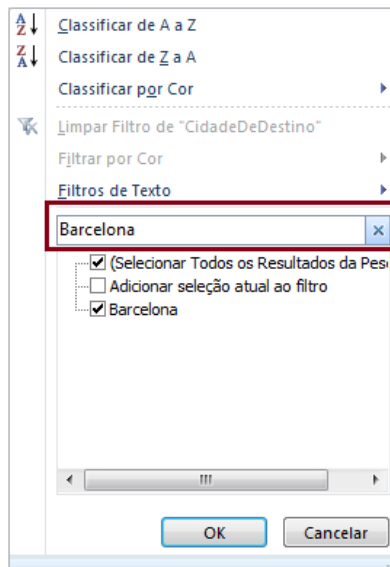 Classificar de A a Z
Classificar de Z a A
Classificar por Cor
Limpar Filtro de "CidadeDeDestino"
Filtrar por Cor
Filtros de Texto
Barcelona
(Selecionar Todos os Resultados da Pes
Adicionar seleção atual ao filtro
Barcelona
OK Cancelar